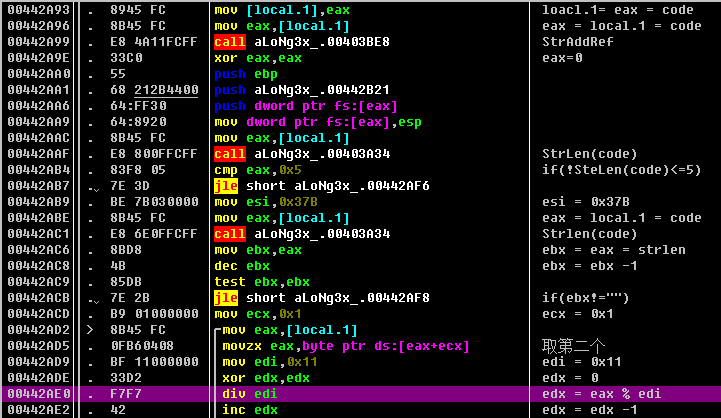 00442A93 . 8945 FC mov [local.1],eax loacl.1= eax = code
00442A96 . 8B45 FC mov eax,[local.1] eax = local.1 = code
00442A99 . E8 4A11FCFF call aLoNg3x_.00403BE8 StrAddRef
00442A9E . 33C0 xor eax,eax eax=0
00442AA0 . 55 push ebp
00442AA1 . 68 212B4400 push aLoNg3x_.00442B21
00442AA6 . 64:FF30 push dword ptr fs:[eax]
00442AA9 . 64:8920 mov dword ptr fs:[eax],esp
00442AAC . 8B45 FC mov eax,[local.1]
00442AAF . E8 800FFCFF call aLoNg3x_.00403A34 StrLen(code)
00442AB4 . 83F8 05 cmp eax,0x5 if(!SteLen(code)<=5)
00442AB7 . 7E 3D jle short aLoNg3x_.00442AF6
00442AB9 . BE 7B030000 mov esi,0x37B esi = 0x37B
00442ABE . 8B45 FC mov eax,[local.1] eax = local.1 = code
00442AC1 . E8 6E0FFCFF call aLoNg3x_.00403A34 Strlen(code)
00442AC6 . 8BD8 mov ebx,eax ebx = eax = strlen
00442AC8 . 4B dec ebx ebx = ebx -1
00442AC9 . 85DB test ebx,ebx
00442ACB . 7E 2B jle short aLoNg3x_.00442AF8 if(ebx!="")
00442ACD . B9 01000000 mov ecx,0x1 ecx = 0x1
00442AD2 > 8B45 FC mov eax,[local.1]
00442AD5 . 0FB60408 movzx eax,byte ptr ds:[eax+ecx] 取第二个
00442AD9 . BF 11000000 mov edi,0x11 edi = 0x11
00442ADE . 33D2 xor edx,edx edx = 0
00442AE0 . F7F7 div edi edx = eax % edi
00442AE2 . 42 inc edx edx = edx -1